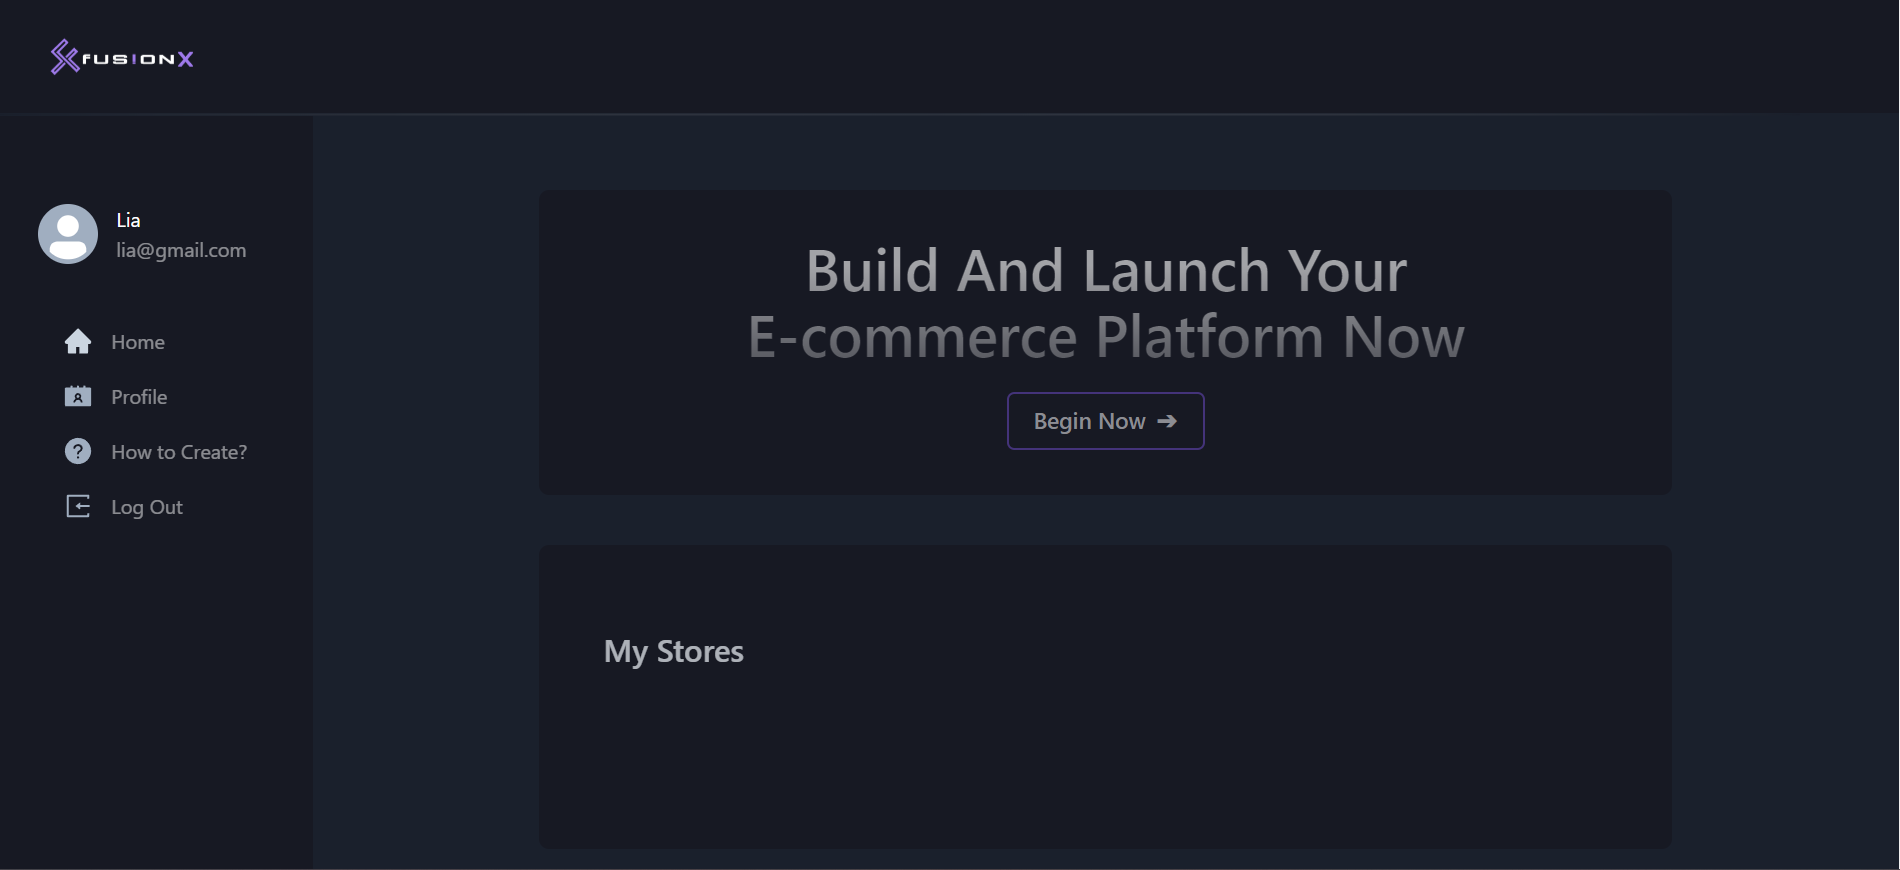 fusionX
Lia
lia@gmail.com
Home
Profile
How to Create?
Log Out
Build And Launch Your
E-commerce Platform Now
Begin Now ➔
My Stores